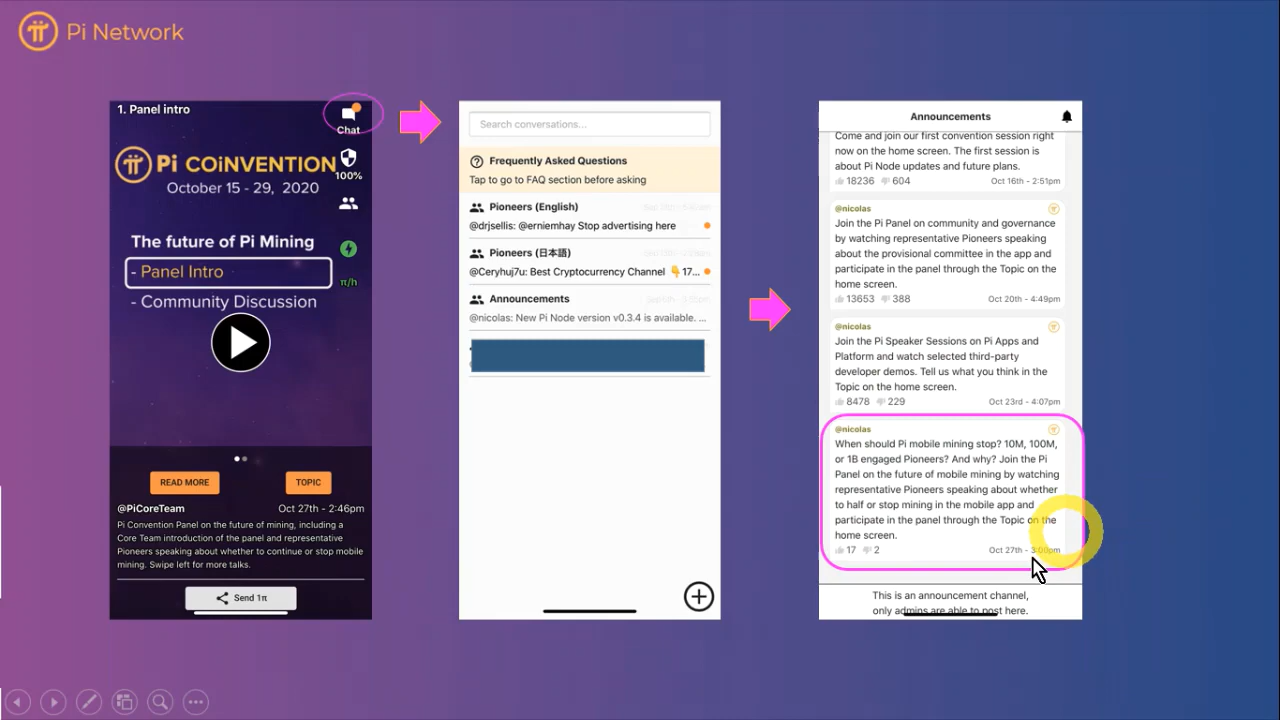 Pi Network
1. Panel intro
Chat
Pi COiNVENTION
100%
October 15 - 29, 2020
The future of Pi Mining
- Panel Intro
π/h
- Community Discussion
READ MORE
TOPIC
@PiCoreTeam
Oct 27th - 2:46pm
Pi Convention Panel on the future of mining, including a
Core Team introduction of the panel and representative
Pioneers speaking about whether to continue or stop mobile
mining. Swipe left for more talks.
Send 1π
Search conversations...
Frequently Asked Questions
Tap to go to FAQ section before asking
Pioneers (English)
@drjsellis: @erniemhay Stop advertising here
Pioneers (日本語)
@Ceryhuj7u: Best Cryptocurrency Channel 👇17...
Announcements
@nicolas: New Pi Node version v0.3.4 is available. ...
Announcements
Come and join our first convention session right
now on the home screen. The first session is
about Pi Node updates and future plans.
18236 604 Oct 16th - 2:51pm
@nicolas
Join the Pi Panel on community and governance
by watching representative Pioneers speaking
about the provisional committee in the app and
participate in the panel through the Topic on the
home screen.
13653 388 Oct 20th - 4:49pm
@nicolas
Join the Pi Speaker Sessions on Pi Apps and
Platform and watch selected third-party
developer demos. Tell us what you think in the
Topic on the home screen.
8478 229 Oct 23rd - 4:07pm
@nicolas
When should Pi mobile mining stop? 10M, 100M,
or 1B engaged Pioneers? And why? Join the Pi
Panel on the future of mobile mining by watching
representative Pioneers speaking about whether
to half or stop mining in the mobile app and
participate in the panel through the Topic on the
home screen.
17 2 Oct 27th - 3:00pm
This is an announcement channel,
only admins are able to post here.